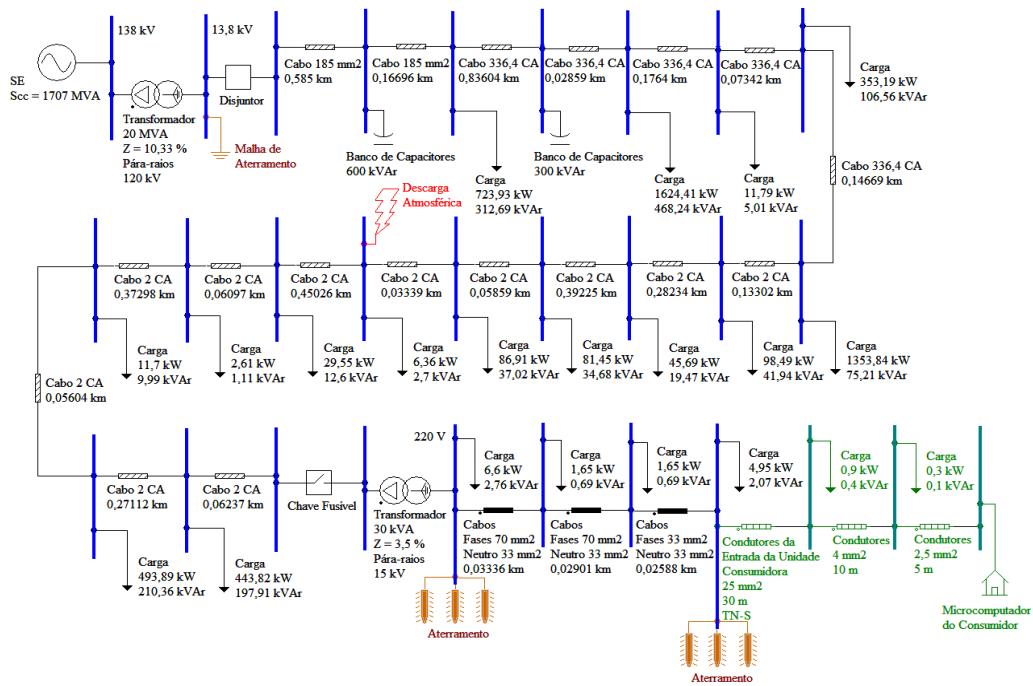 138 kV
13,8 kV
SE
Scc = 1707 MVA
Transformador
20 MVA
Z = 10,33 %
Pára-raios
120 kV
Disjuntor
Malha de
Aterramento
Cabo 185 mm2
0,585 km
Cabo 185 mm2
0,16696 km
Cabo 336,4 CA
0,83604 km
Cabo 336,4 CA
0,02859 km
Cabo 336,4 CA
0,1764 km
Cabo 336,4 CA
0,07342 km
Carga
353,19 kW
106,56 kVAr
Banco de Capacitores
600 kVAr
Carga
723,93 kW
312,69 kVAr
Banco de Capacitores
300 kVAr
Carga
1624,41 kW
468,24 kVAr
Carga
11,79 kW
5,01 kVAr
Cabo 336,4 CA
0,14669 km
Descarga
Atmosférica
Cabo 2 CA
0,37298 km
Cabo 2 CA
0,06097 km
Cabo 2 CA
0,45026 km
Cabo 2 CA
0,03339 km
Cabo 2 CA
0,05859 km
Cabo 2 CA
0,39225 km
Cabo 2 CA
0,28234 km
Cabo 2 CA
0,13302 km
Carga
11,7 kW
9,99 kVAr
Carga
2,61 kW
1,11 kVAr
Carga
29,55 kW
12,6 kVAr
Carga
6,36 kW
2,7 kVAr
Carga
86,91 kW
37,02 kVAr
Carga
81,45 kW
34,68 kVAr
Carga
45,69 kW
19,47 kVAr
Carga
98,49 kW
41,94 kVAr
Carga
1353,84 kW
75,21 kVAr
Cabo 2 CA
0,05604 km
Cabo 2 CA
0,27112 km
Cabo 2 CA
0,06237 km
Chave Fusivel
220 V
Transformador
30 kVA
Z = 3,5 %
Pára-raios
15 kV
Carga
493,89 kW
210,36 kVAr
Carga
443,82 kW
197,91 kVAr
Carga
6,6 kW
2,76 kVAr
Carga
1,65 kW
0,69 kVAr
Carga
1,65 kW
0,69 kVAr
Carga
4,95 kW
2,07 kVAr
Carga
0,9 kW
0,4 kVAr
Carga
0,3 kW
0,1 kVAr
Cabos
Fases 70 mm2
Neutro 33 mm2
0,03336 km
Cabos
Fases 70 mm2
Neutro 33 mm2
0,02901 km
Cabos
Fases 33 mm2
Neutro 33 mm2
0,02588 km
Condutores da
Entrada da Unidade
Consumidora
25 mm2
30 m
TN-S
Condutores
4 mm2
10 m
Condutores
2,5 mm2
5 m
Microcomputador
do Consumidor
Aterramento
Aterramento